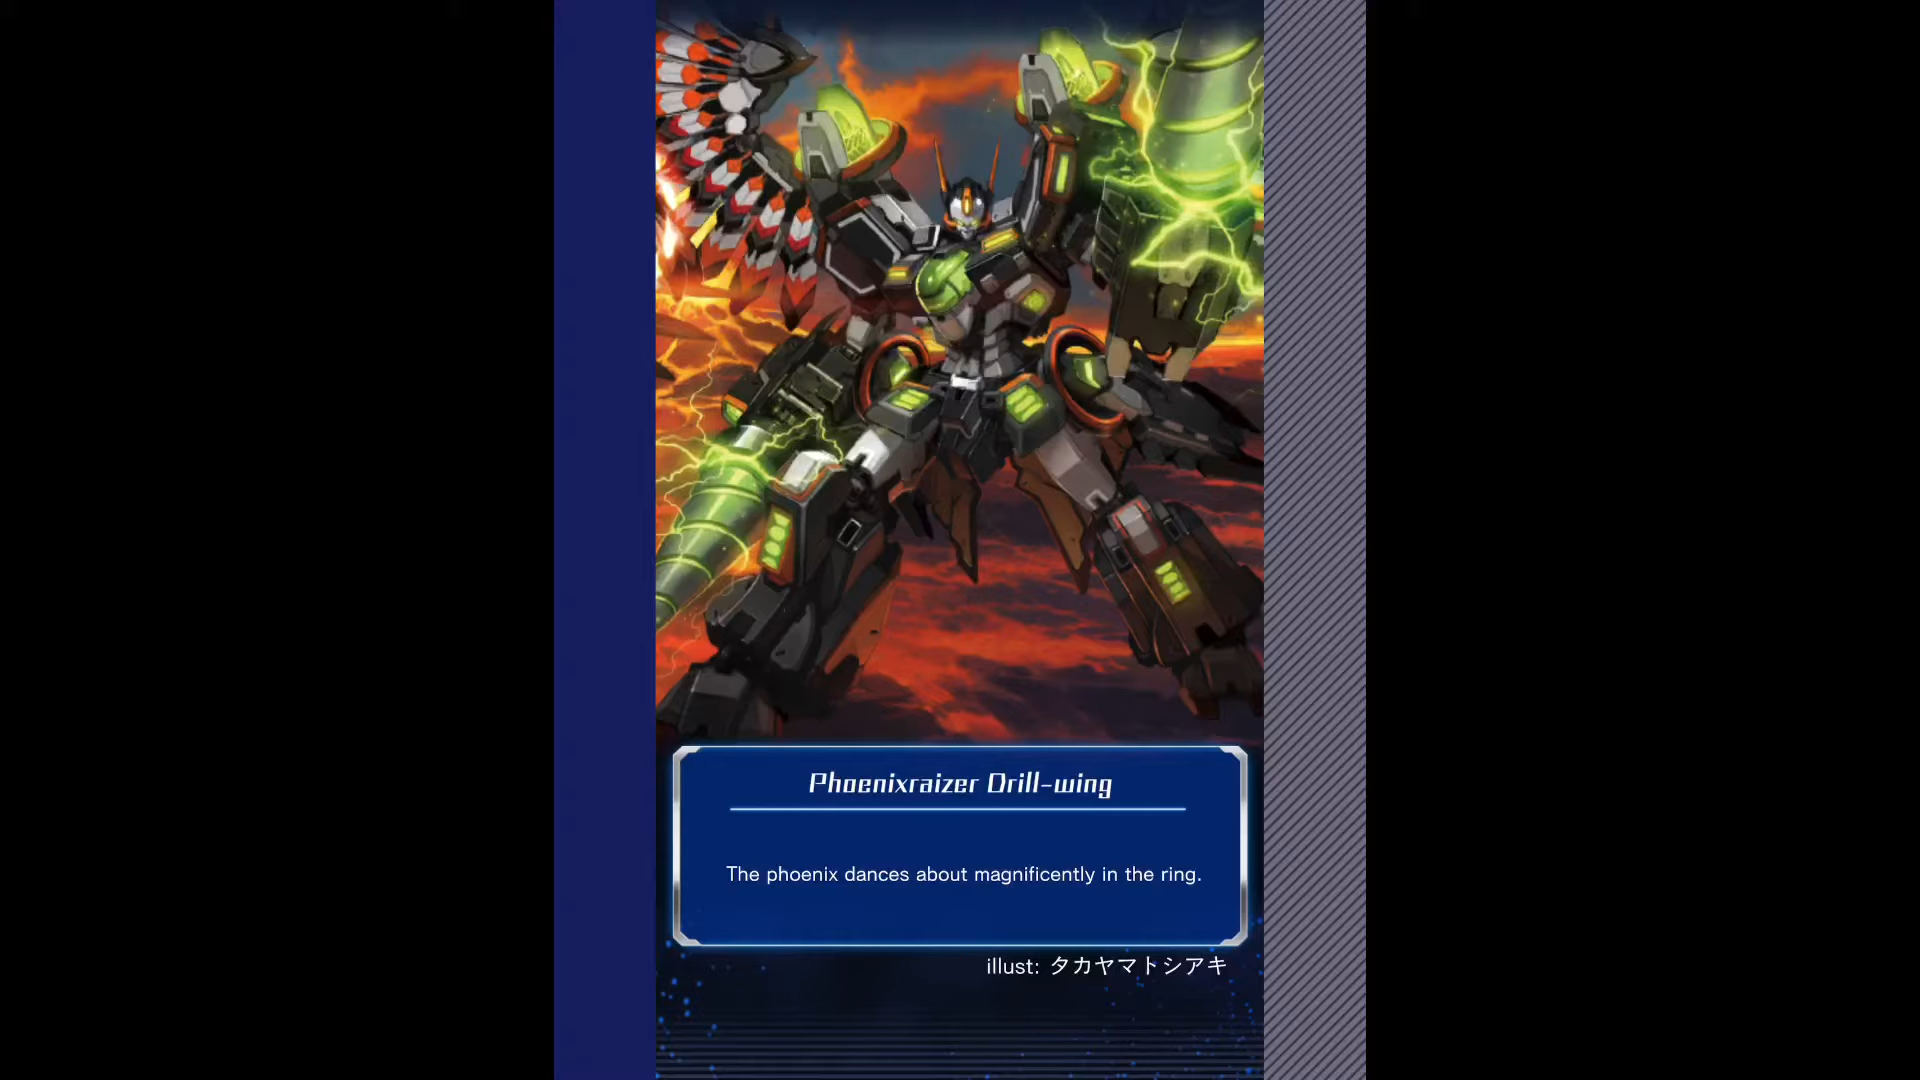 Phoenixraizer Drill-wing
The phoenix dances about magnificently in the ring.
illust: タカヤマトシアキ